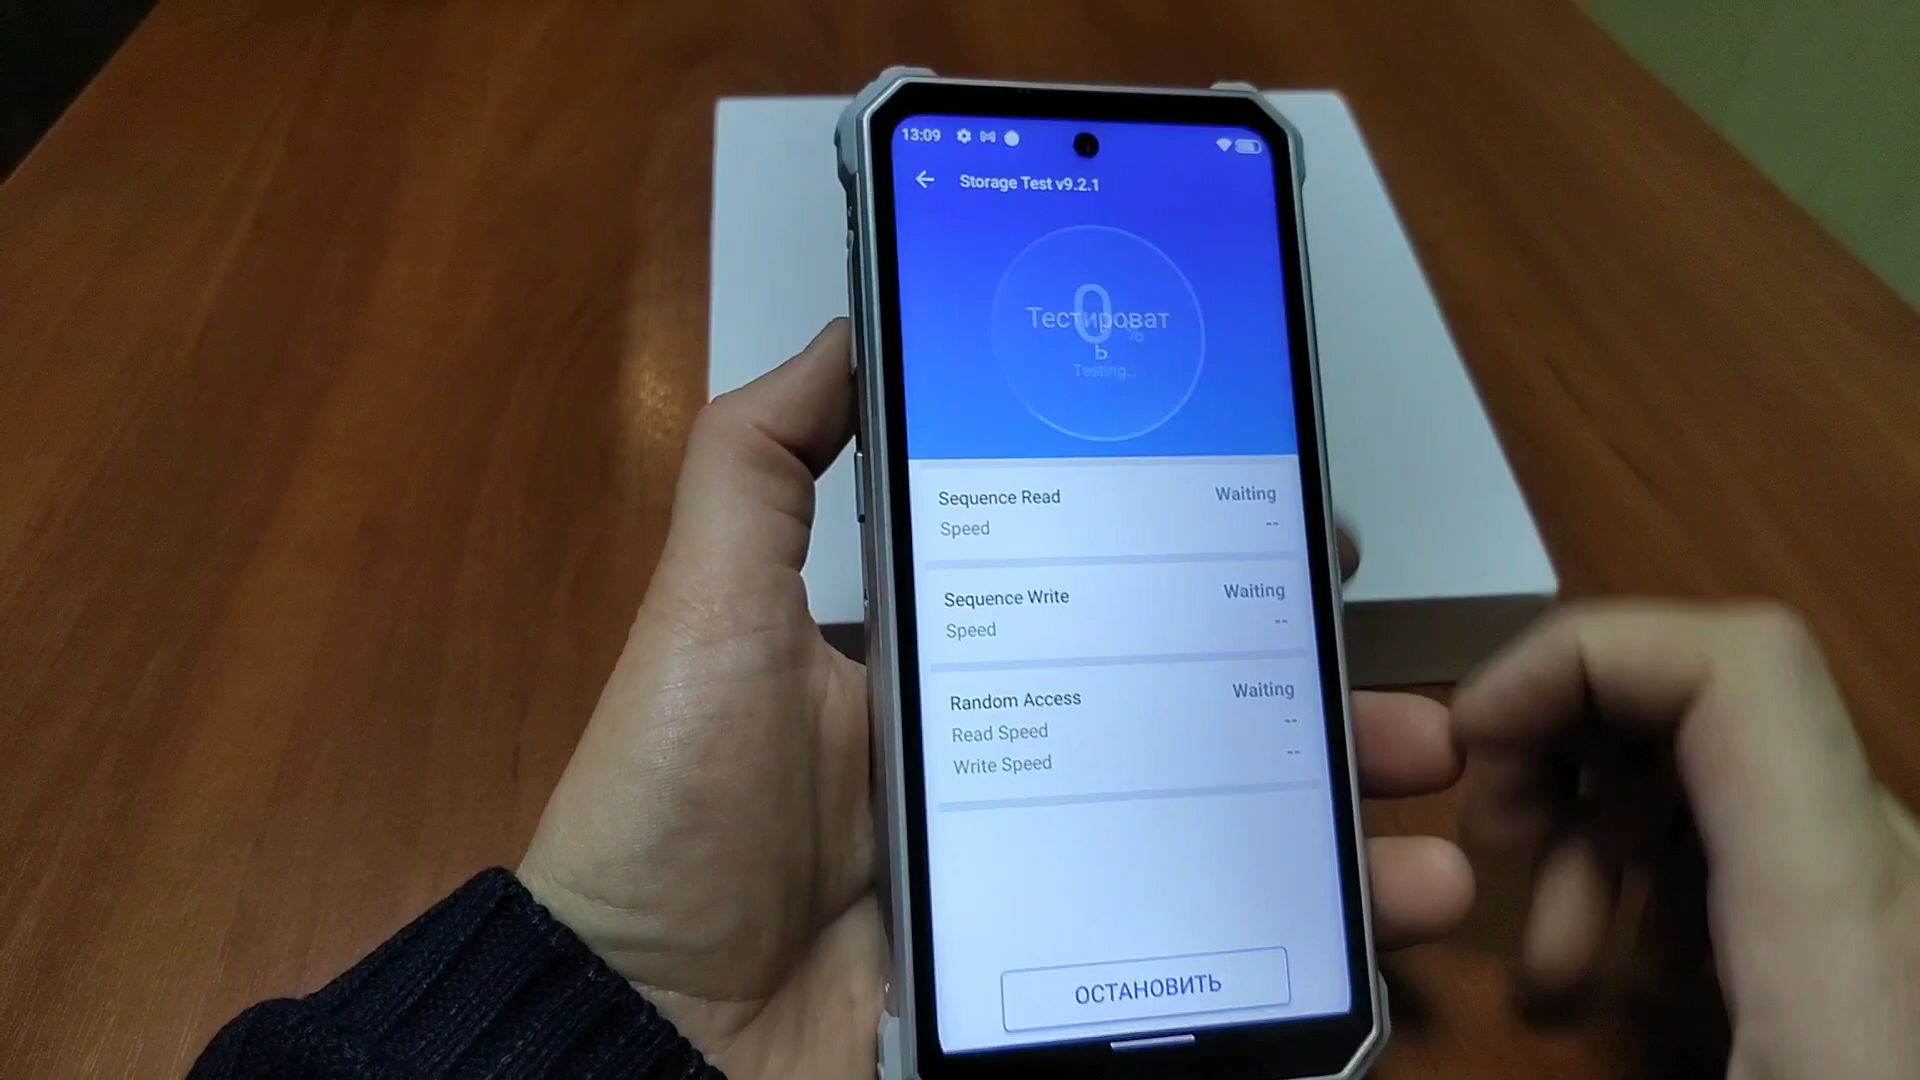 13:09
Storage Test v9.2.1
0 %
Тестироват
ь
Testing...
Sequence Read Waiting
Speed --
Sequence Write Waiting
Speed --
Random Access Waiting
Read Speed --
Write Speed --
ОСТАНОВИТЬ